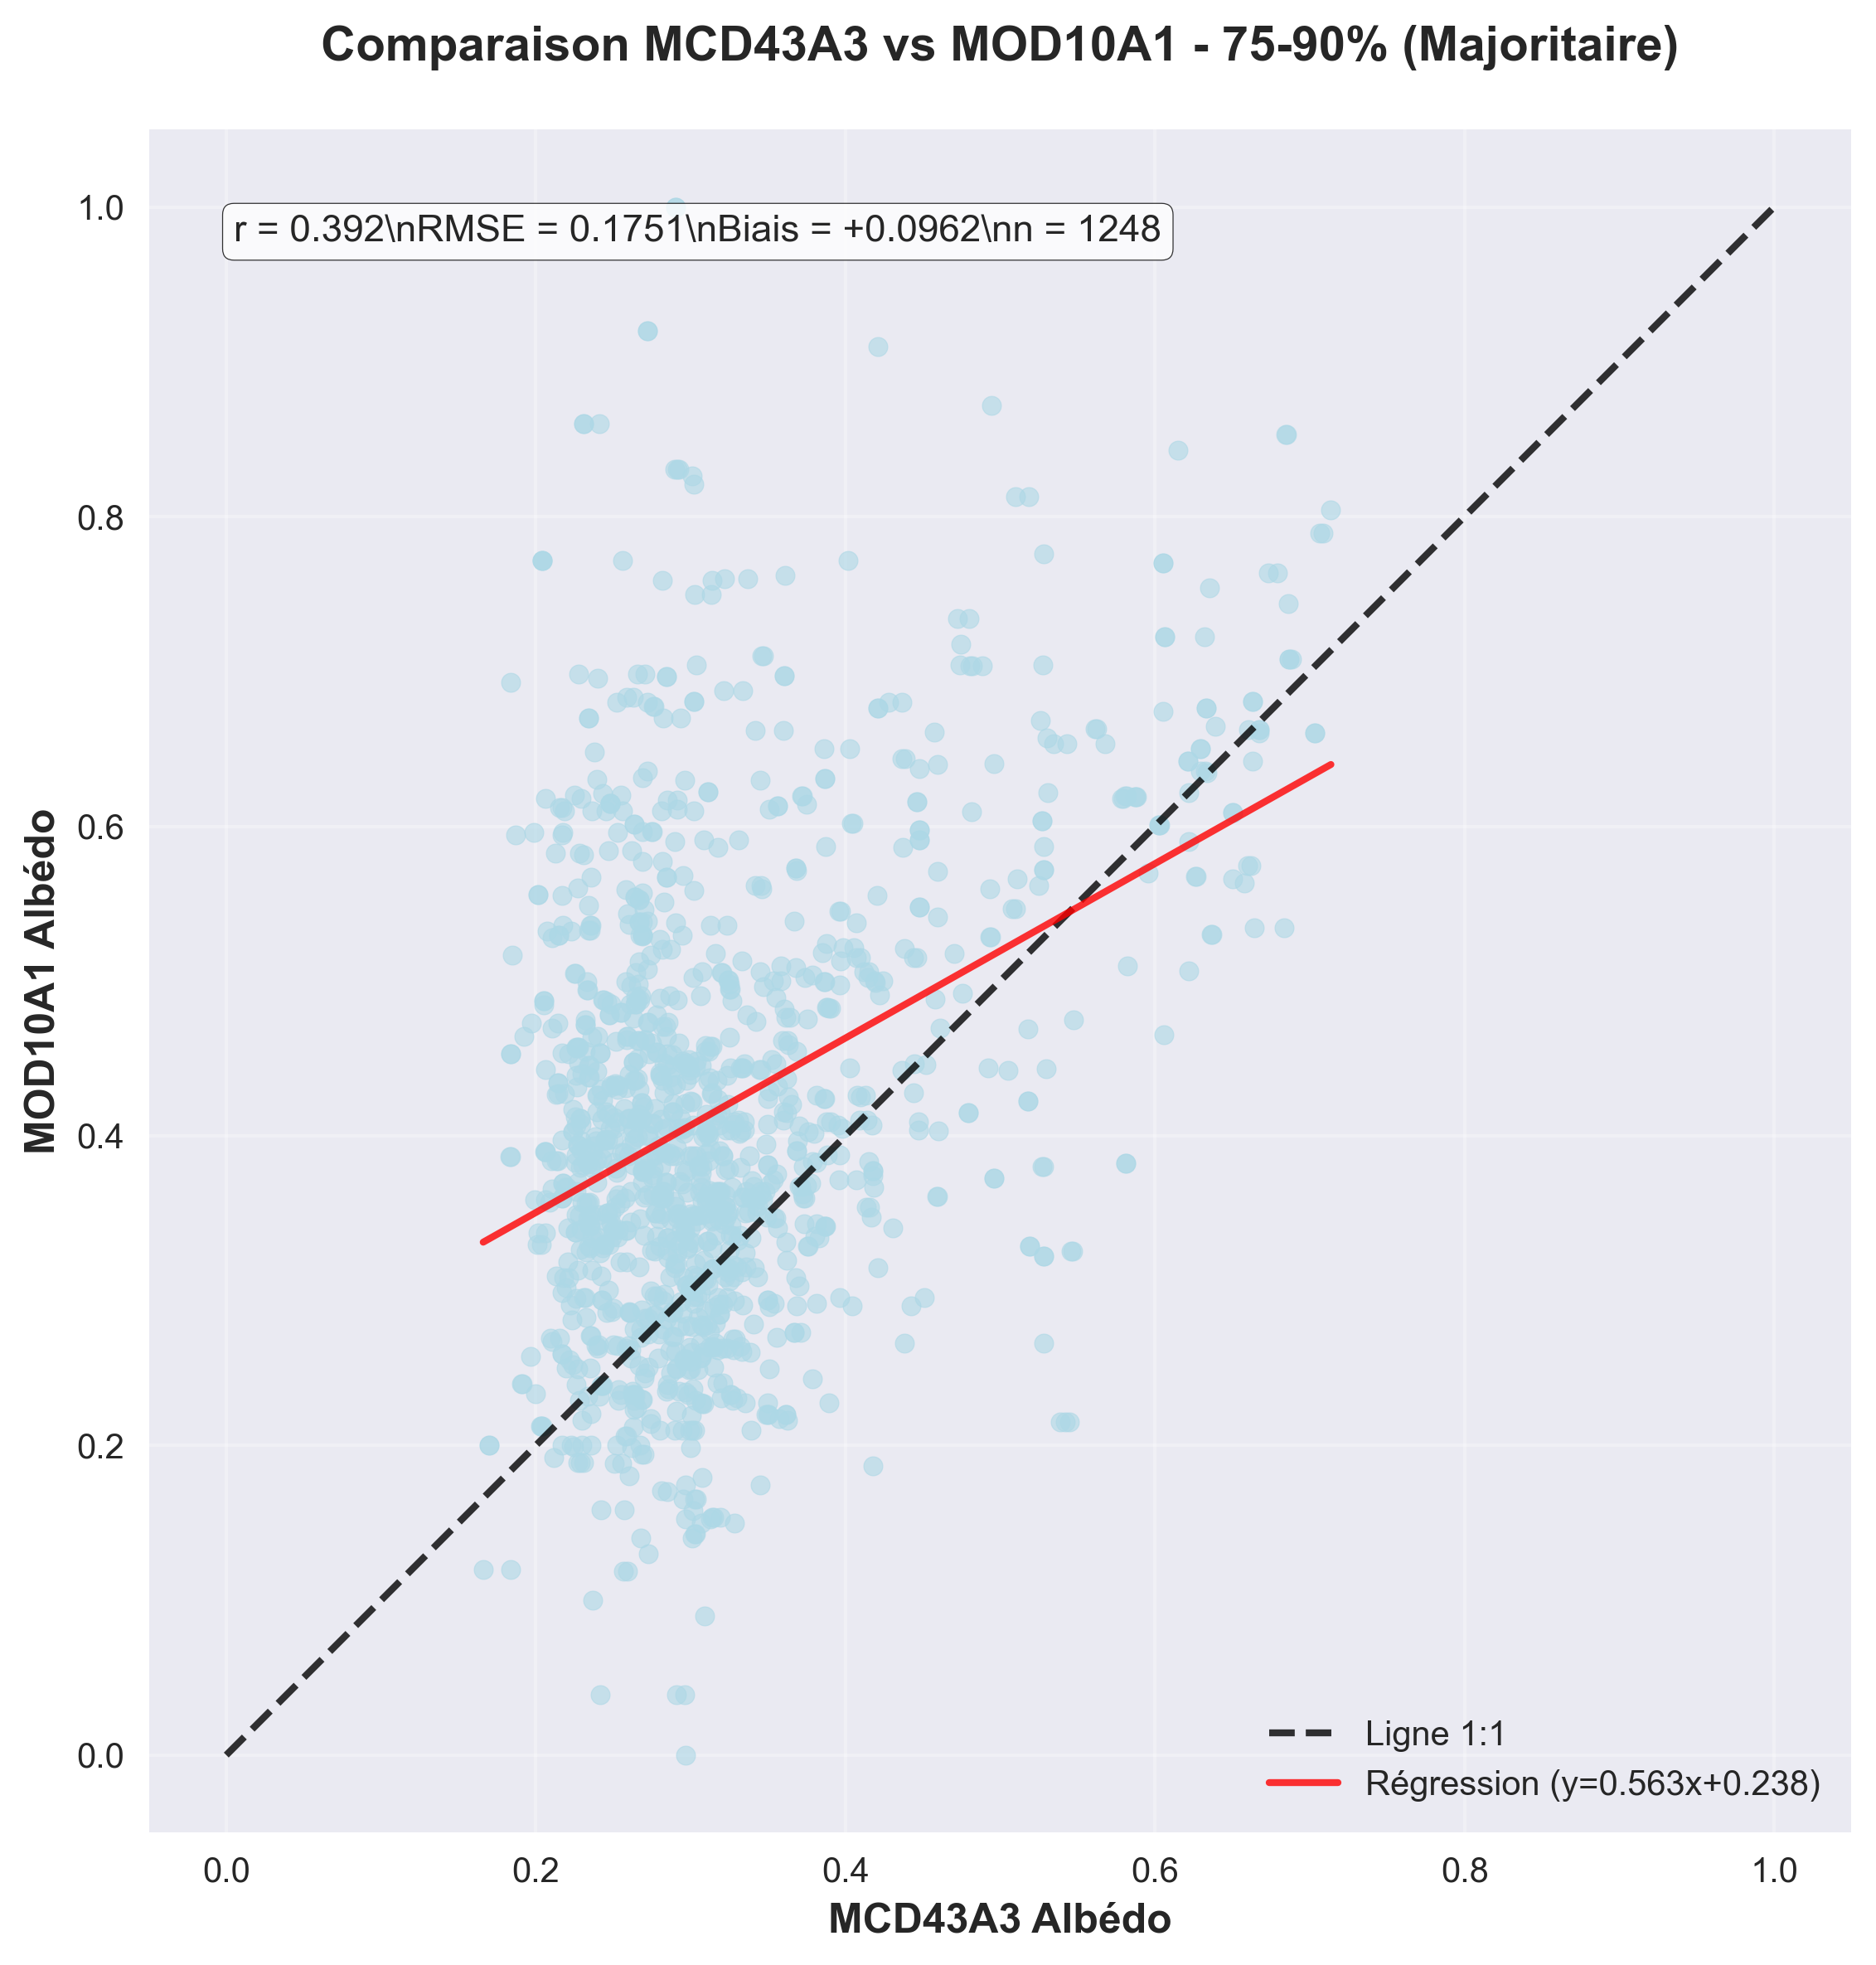 Comparaison MCD43A3 vs MOD10A1 - 75-90% (Majoritaire)
r = 0.392\nRMSE = 0.1751\nBiais = +0.0962\nn = 1248
1.0
0.8
0.6
0.4
0.2
0.0
MOD10A1 Albédo
Ligne 1:1
Régression (y=0.563x+0.238)
0.0 0.2 0.4 0.6 0.8 1.0
MCD43A3 Albédo